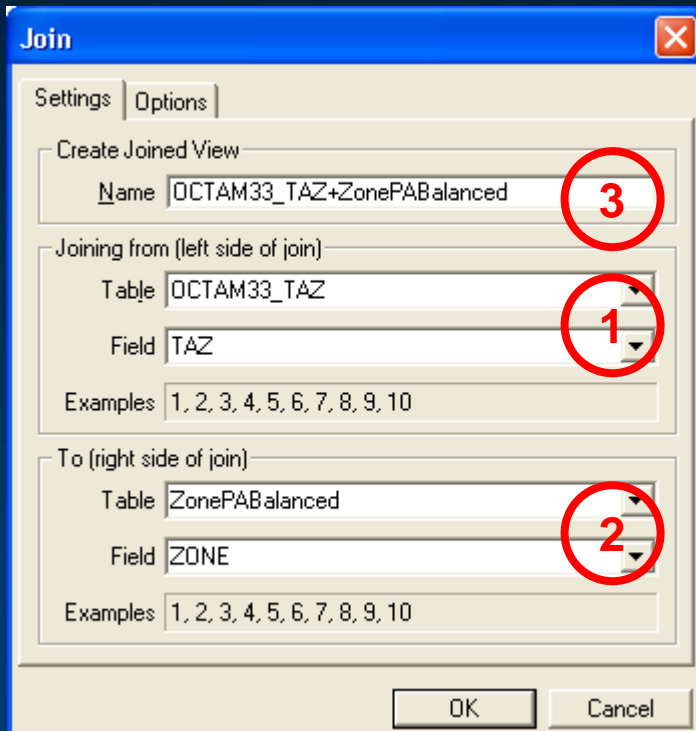 Join
Settings Options
Create Joined View
Name OCTAM33_TAZ+ZonePABalanced 3
Joining from (left side of join)
Table OCTAM33_TAZ
1
Field TAZ
Examples 1, 2, 3, 4, 5, 6, 7, 8, 9, 10
To (right side of join)
Table ZonePABalanced
2
Field ZONE
Examples 1, 2, 3, 4, 5, 6, 7, 8, 9, 10
OK Cancel